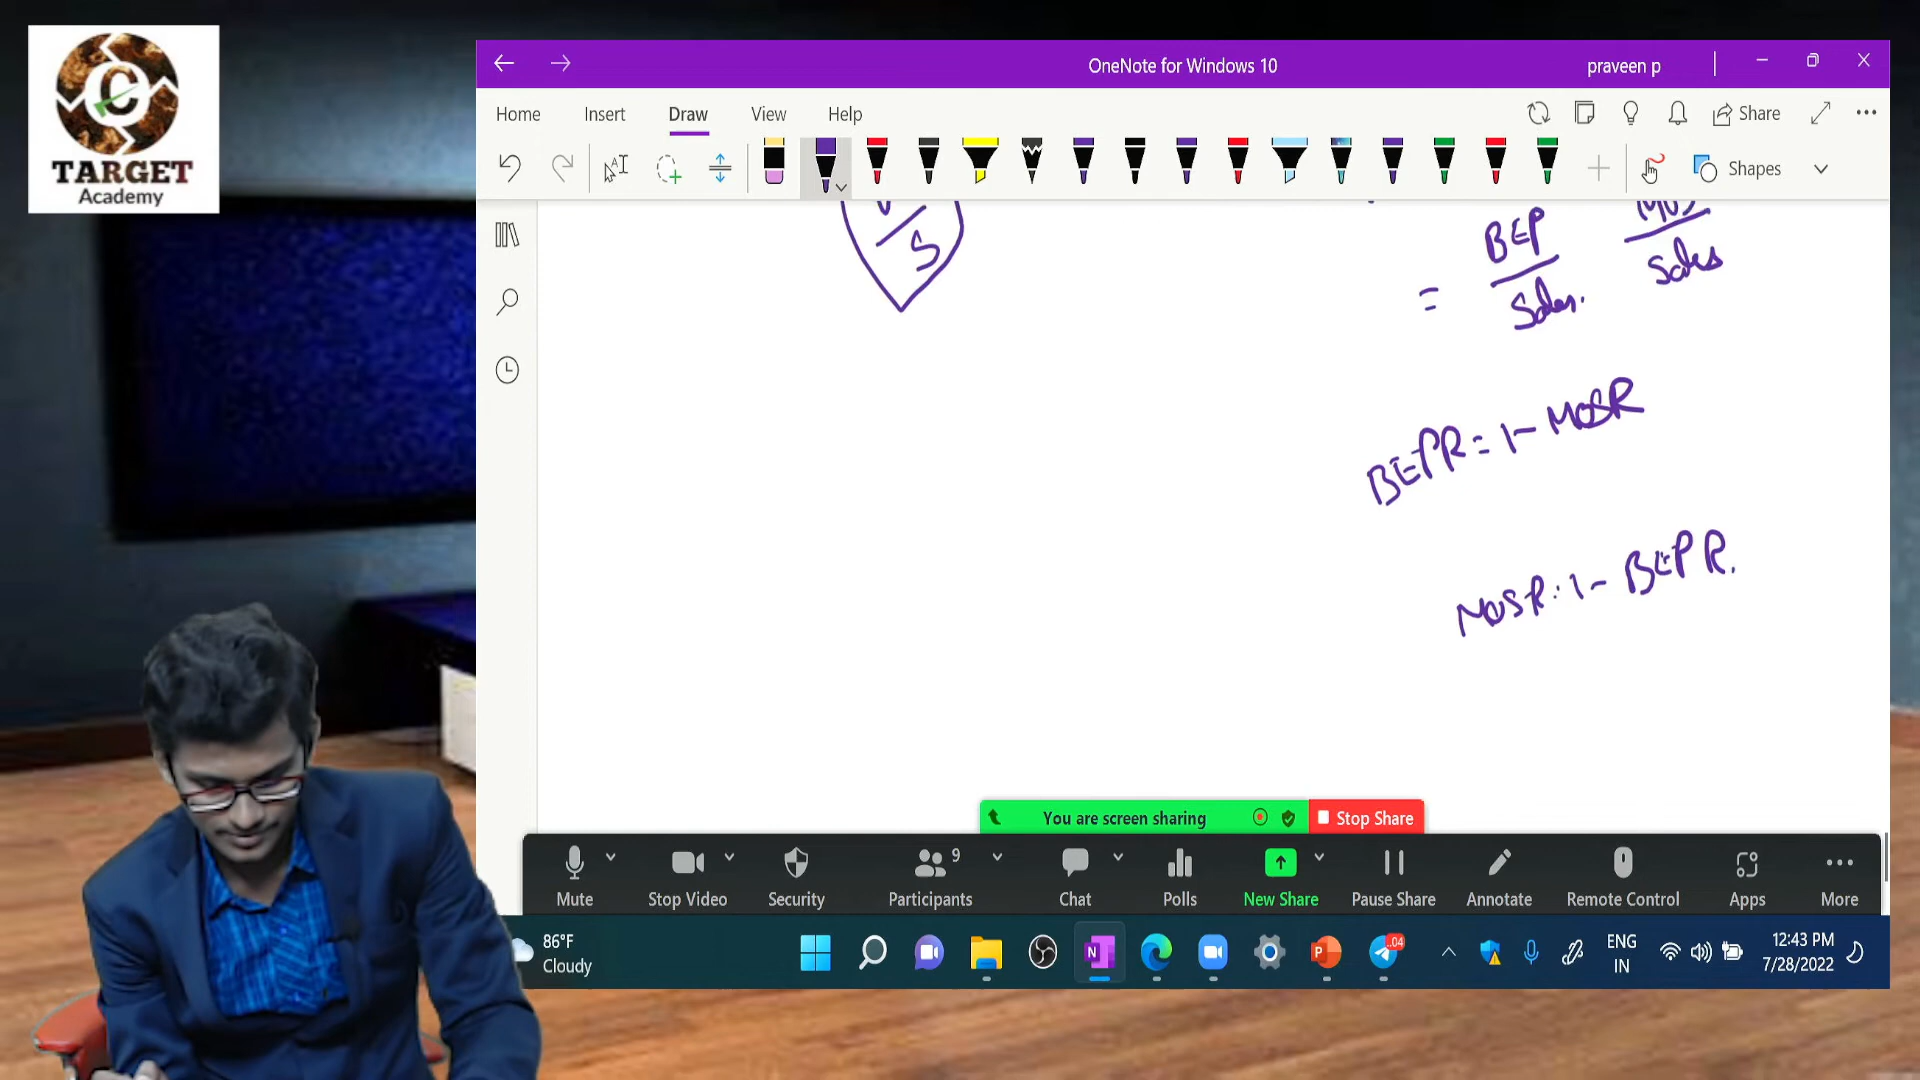 TARGET
Academy
OneNote for Windows 10
praveen p
Home Insert Draw View Help
Share
Shapes
S
= BEP
Sales.
Sales
BEPR = 1 - MOSR
MOSR : 1 - BEPR.
You are screen sharing
Stop Share
9
Mute Stop Video Security Participants Chat Polls New Share Pause Share Annotate Remote Control Apps More
86°F
Cloudy
..04
ENG
IN
12:43 PM
7/28/2022